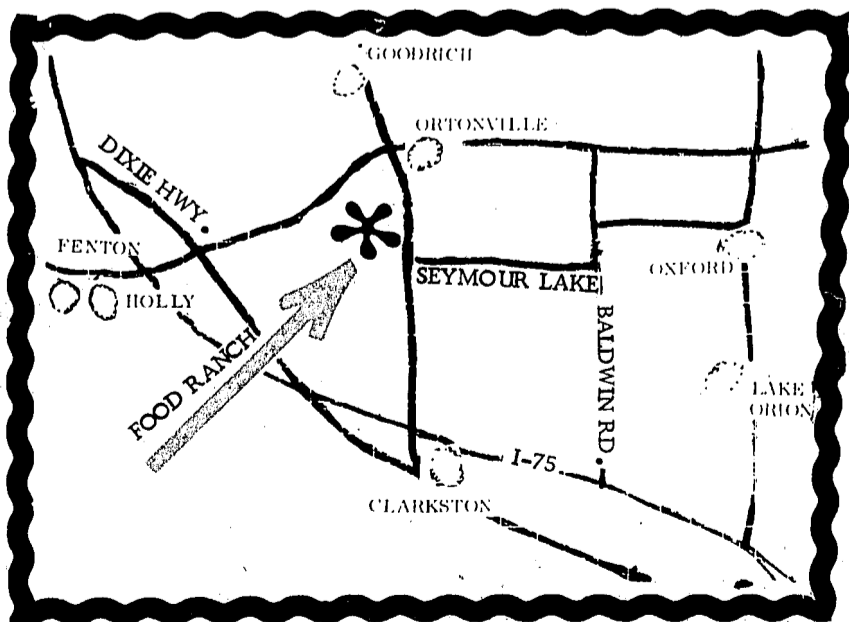 GOODRICH
ORTONVILLE
DIXIE HWY.
FENTON
HOLLY
SEYMOUR LAKE
OXFORD
FOOD RANCH
BALDWIN RD.
LAKE
ORION
I-75
CLARKSTON